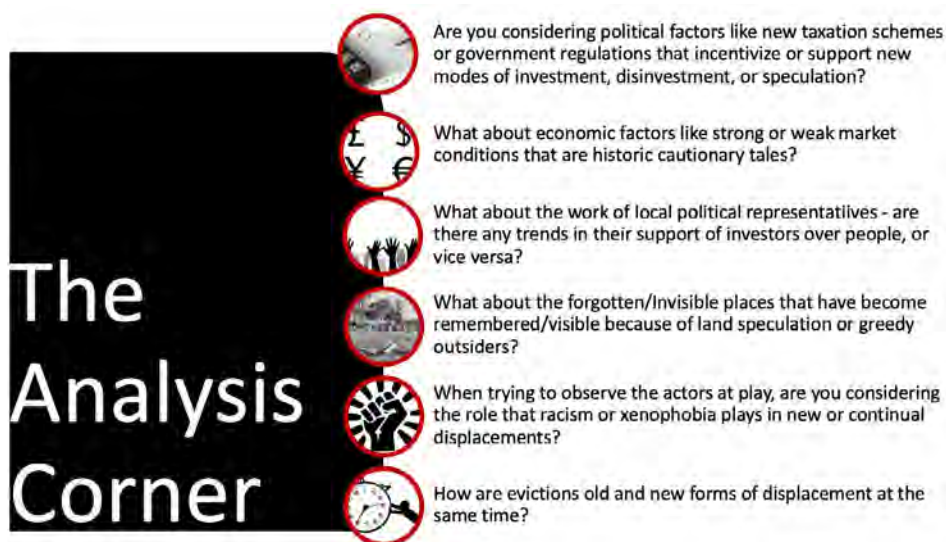 Are you considering political factors like new taxation schemes
or government regulations that incentivize or support new
modes of investment, disinvestment, or speculation?
£ $
¥ €
What about economic factors like strong or weak market
conditions that are historic cautionary tales?
What about the work of local political representatiives - are
there any trends in their support of investors over people, or
vice versa?
What about the forgotten/Invisible places that have become
remembered/visible because of land speculation or greedy
outsiders?
When trying to observe the actors at play, are you considering
the role that racism or xenophobia plays in new or continual
displacements?
How are evictions old and new forms of displacement at the
same time?
The
Analysis
Corner